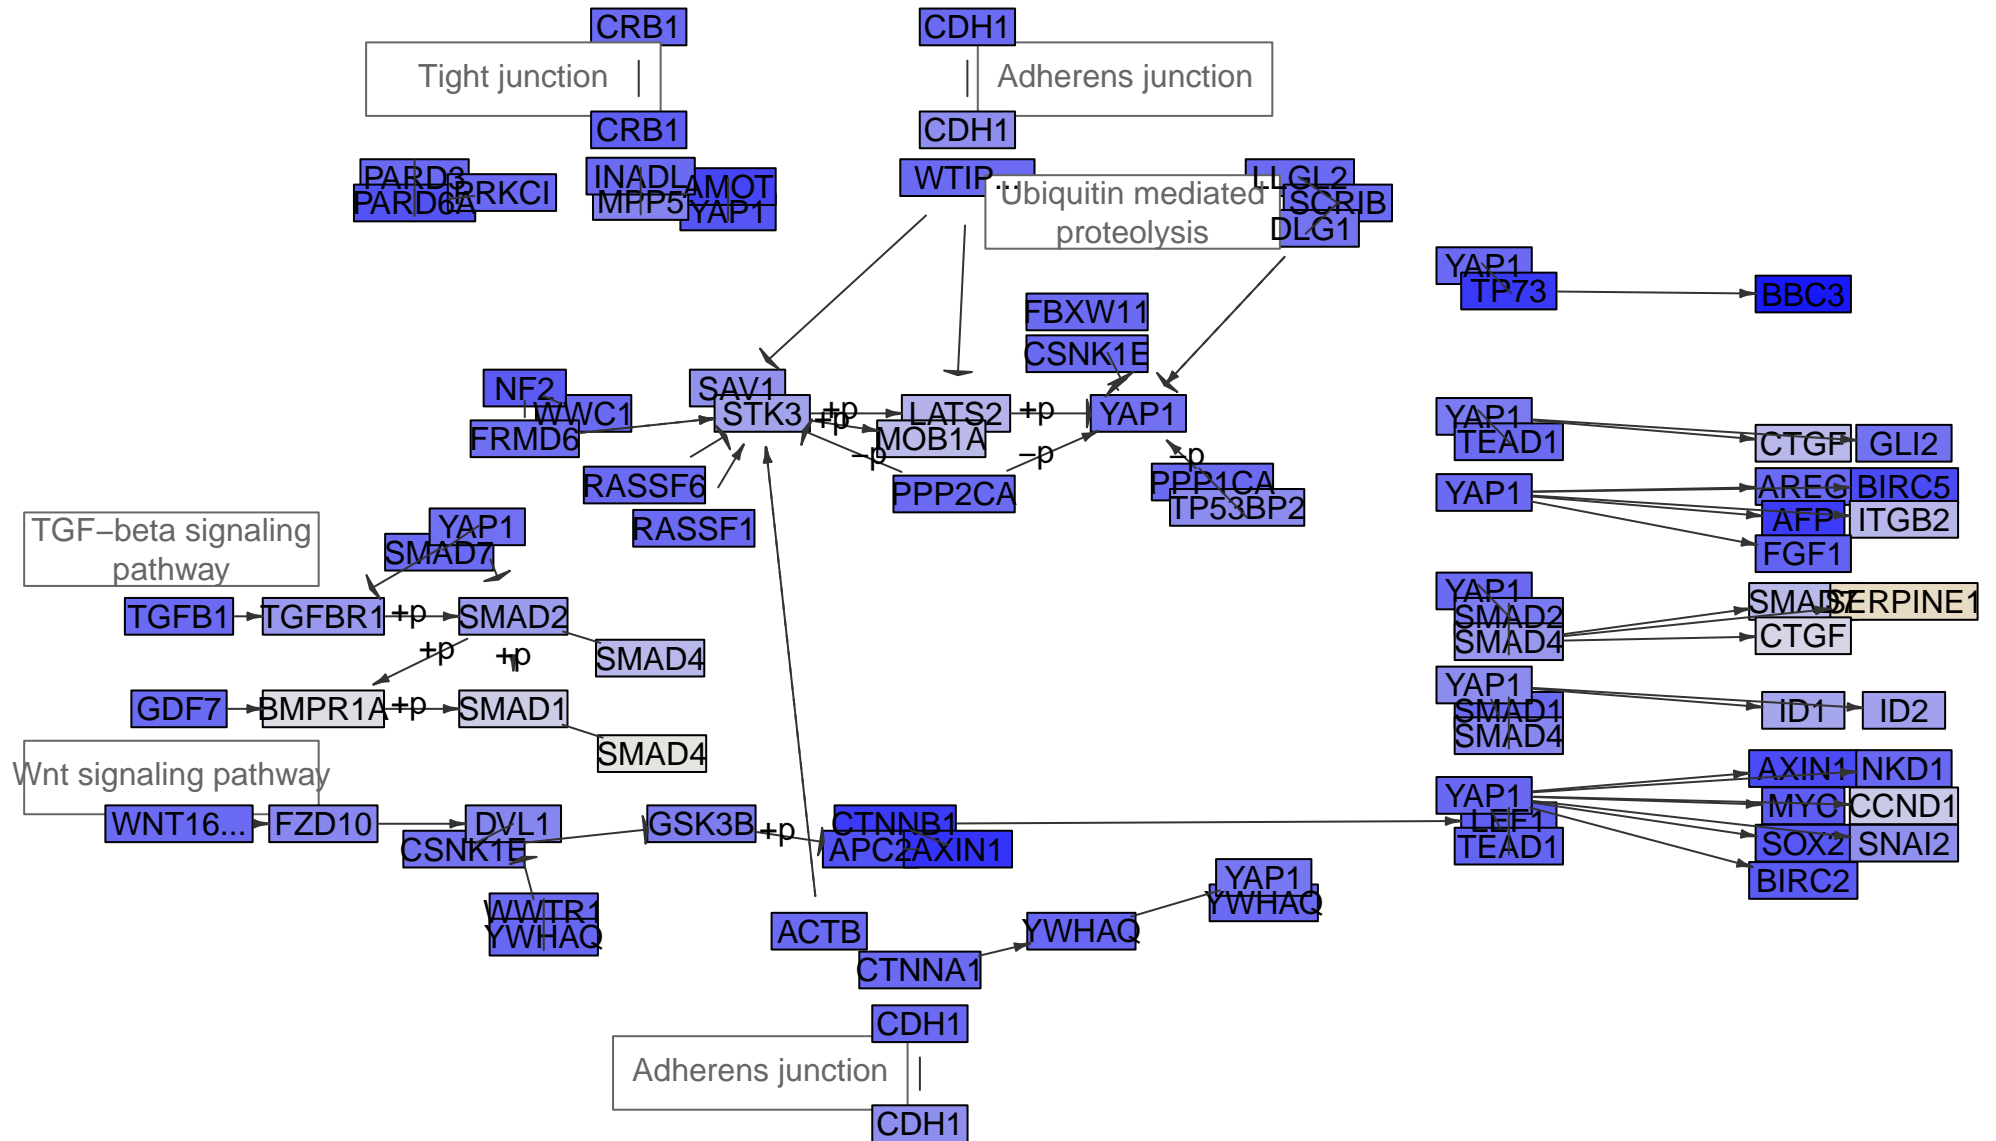 CRB1
CDH1
Tight junction
Adherens junction
CRB1
CDH1
PARD3
PRKCI
PARD6A
INADL
AMOT
MPP5
YAP1
WTIP...
LLGL2
SCRIB
DLG1
Ubiquitin mediated
proteolysis
YAP1
TP73
BBC3
FBXW11
CSNK1E
NF2
WWC1
FRMD6
SAV1
STK3
+p
+p
LATS2
MOB1A
+p
YAP1
−p
−p
−p
RASSF6
RASSF1
PPP2CA
PPP1CA
TP53BP2
YAP1
TEAD1
CTGF
GLI2
YAP1
AREG
BIRC5
AFP
ITGB2
FGF1
TGF−beta signaling
pathway
YAP1
SMAD7
TGFB1
TGFBR1
+p
SMAD2
+p
+p
SMAD4
YAP1
SMAD2
SMAD4
SMAD7
SERPINE1
CTGF
GDF7
BMPR1A
+p
SMAD1
SMAD4
YAP1
SMAD1
SMAD4
ID1
ID2
Wnt signaling pathway
WNT16...
FZD10
DVL1
CSNK1E
GSK3B
+p
CTNNB1
APC2
AXIN1
YAP1
LEF1
TEAD1
AXIN1
NKD1
MYC
CCND1
SOX2
SNAI2
BIRC2
WWTR1
YWHAQ
ACTB
CTNNA1
YWHAQ
YAP1
YWHAQ
CDH1
Adherens junction
CDH1